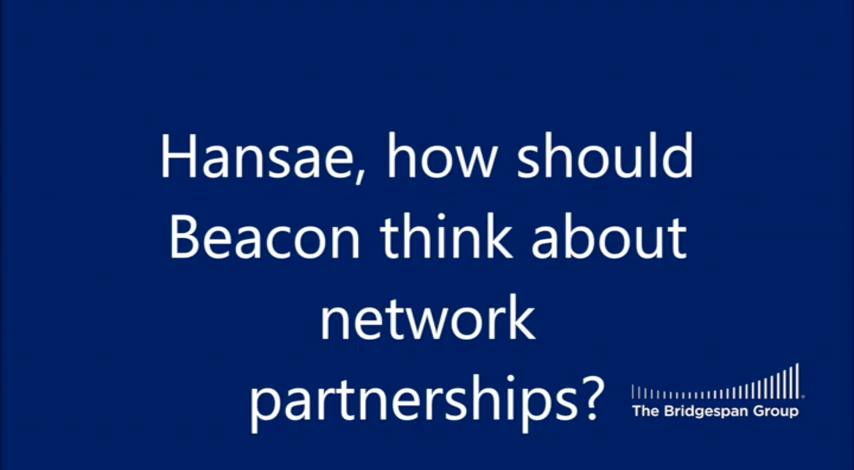 Hansae, how should
Beacon think about
network
partnerships?
The Bridgespan Group